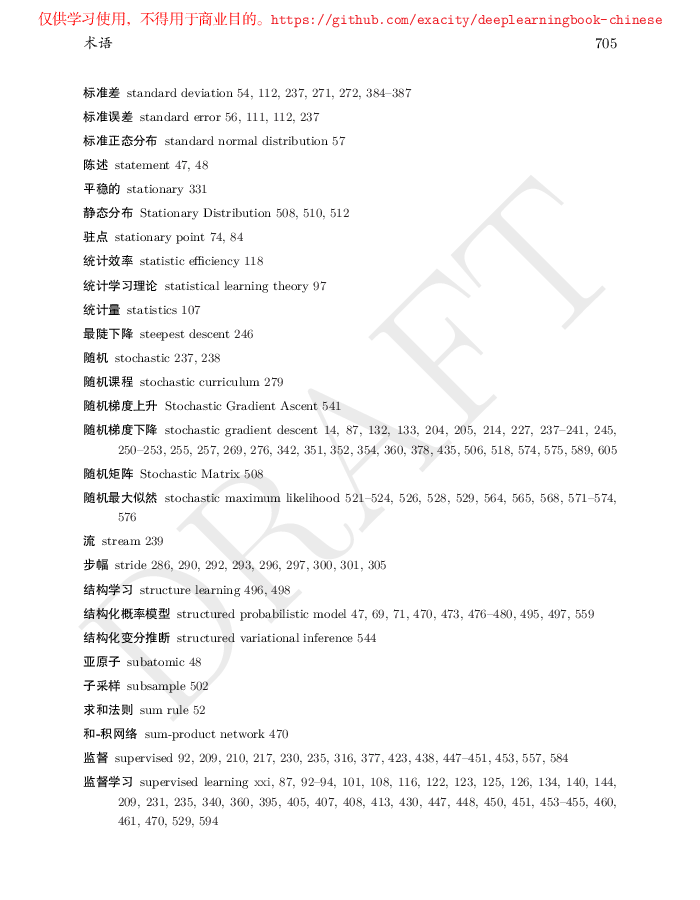 仅供学习使用，不得用于商业目的。https://github.com/exacity/deeplearningbook-chinese
术语 705
标准差 standard deviation 54, 112, 237, 271, 272, 384–387
标准误差 standard error 56, 111, 112, 237
标准正态分布 standard normal distribution 57
陈述 statement 47, 48
平稳的 stationary 331
静态分布 Stationary Distribution 508, 510, 512
驻点 stationary point 74, 84
统计效率 statistic efficiency 118
统计学习理论 statistical learning theory 97
统计量 statistics 107
最陡下降 steepest descent 246
随机 stochastic 237, 238
随机课程 stochastic curriculum 279
随机梯度上升 Stochastic Gradient Ascent 541
随机梯度下降 stochastic gradient descent 14, 87, 132, 133, 204, 205, 214, 227, 237–241, 245,
250–253, 255, 257, 269, 276, 342, 351, 352, 354, 360, 378, 435, 506, 518, 574, 575, 589, 605
随机矩阵 Stochastic Matrix 508
随机最大似然 stochastic maximum likelihood 521–524, 526, 528, 529, 564, 565, 568, 571–574,
576
流 stream 239
步幅 stride 286, 290, 292, 293, 296, 297, 300, 301, 305
结构学习 structure learning 496, 498
结构化概率模型 structured probabilistic model 47, 69, 71, 470, 473, 476–480, 495, 497, 559
结构化变分推断 structured variational inference 544
亚原子 subatomic 48
子采样 subsample 502
求和法则 sum rule 52
和-积网络 sum-product network 470
监督 supervised 92, 209, 210, 217, 230, 235, 316, 377, 423, 438, 447–451, 453, 557, 584
监督学习 supervised learning xxi, 87, 92–94, 101, 108, 116, 122, 123, 125, 126, 134, 140, 144,
209, 231, 235, 340, 360, 395, 405, 407, 408, 413, 430, 447, 448, 450, 451, 453–455, 460,
461, 470, 529, 594
DRAFT